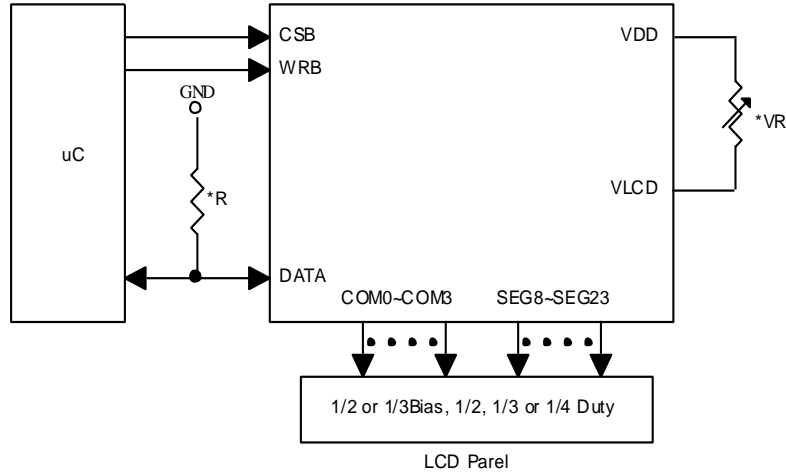 CSB
VDD
WRB
GND
*VR
uC
VLCD
*R
DATA
COM0~COM3
SEG8~SEG23
1/2 or 1/3Bias, 1/2, 1/3 or 1/4 Duty
LCD Parel